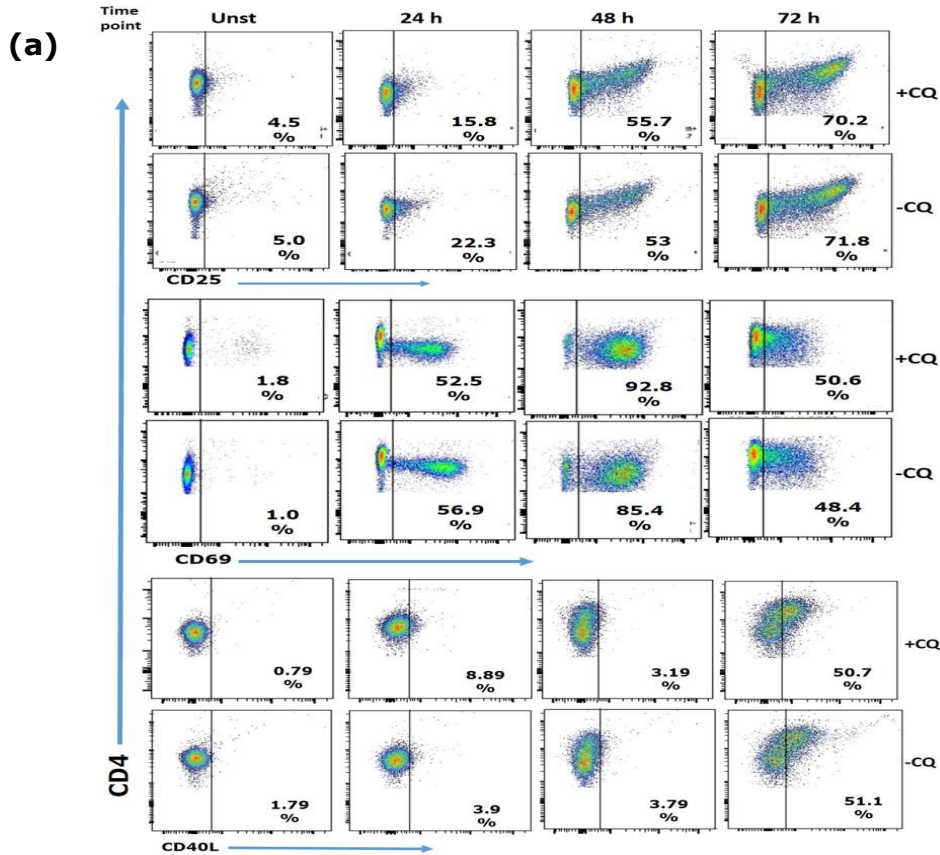 Time point Unst 24 h 48 h 72 h
(a)
4.5 % 15.8 % 55.7 % 70.2 % +CQ
5.0 % 22.3 % 53 % 71.8 % -CQ
CD25
1.8 % 52.5 % 92.8 % 50.6 % +CQ
1.0 % 56.9 % 85.4 % 48.4 % -CQ
CD69
0.79 % 8.89 % 3.19 % 50.7 % +CQ
1.79 % 3.9 % 3.79 % 51.1 % -CQ
CD4
CD40L